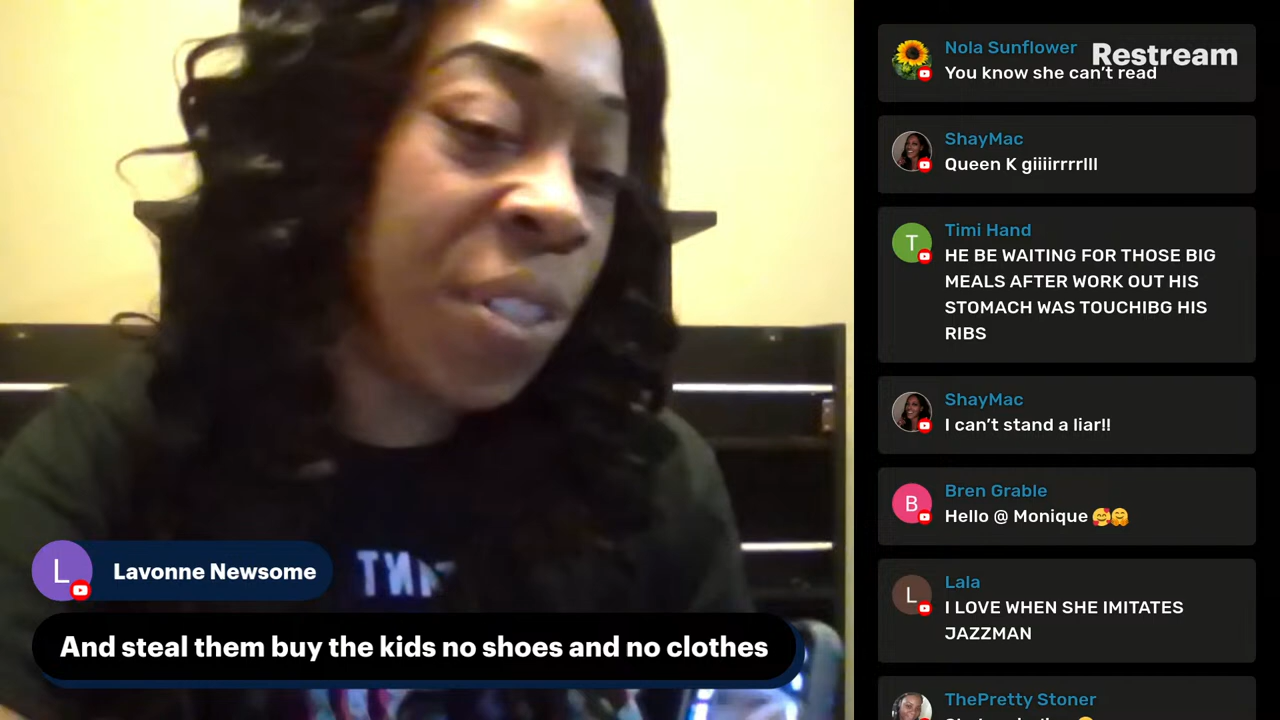 Nola Sunflower
Restream
You know she can't read
ShayMac
Queen K giiiirrrrlll
T
Timi Hand
HE BE WAITING FOR THOSE BIG
MEALS AFTER WORK OUT HIS
STOMACH WAS TOUCHIBG HIS
RIBS
ShayMac
I can't stand a liar!!
B
Bren Grable
Hello @ Monique 🥰🤗
L
Lala
I LOVE WHEN SHE IMITATES
JAZZMAN
ThePretty Stoner
L
Lavonne Newsome
And steal them buy the kids no shoes and no clothes